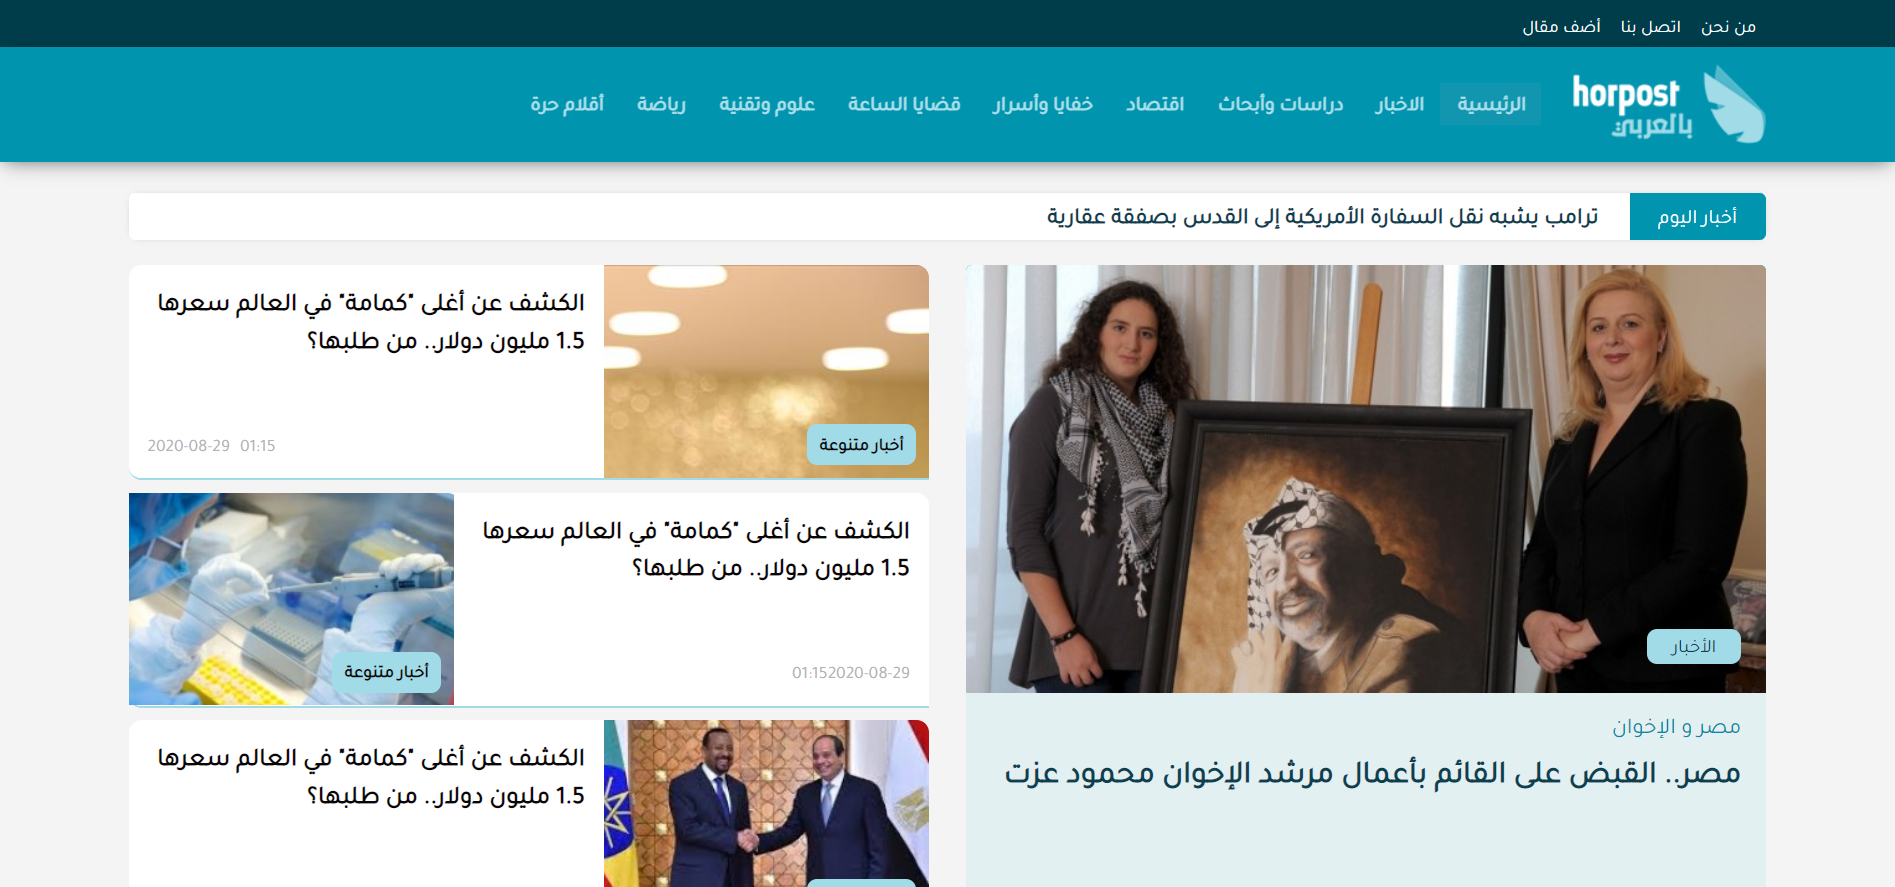 من نحن
اتصل بنا
أضف مقال
horpost
بالعربي
الرئيسية
الاخبار
دراسات وأبحاث
اقتصاد
خفايا وأسرار
قضايا الساعة
علوم وتقنية
رياضة
أقلام حرة
أخبار اليوم
ترامب يشبه نقل السفارة الأمريكية إلى القدس بصفقة عقارية
الأخبار
مصر و الإخوان
مصر.. القبض على القائم بأعمال مرشد الإخوان محمود عزت
الكشف عن أغلى "كمامة" في العالم سعرها
1.5 مليون دولار.. من طلبها؟
أخبار متنوعة
2020-08-29 01:15
الكشف عن أغلى "كمامة" في العالم سعرها
1.5 مليون دولار.. من طلبها؟
أخبار متنوعة
01:152020-08-29
الكشف عن أغلى "كمامة" في العالم سعرها
1.5 مليون دولار.. من طلبها؟